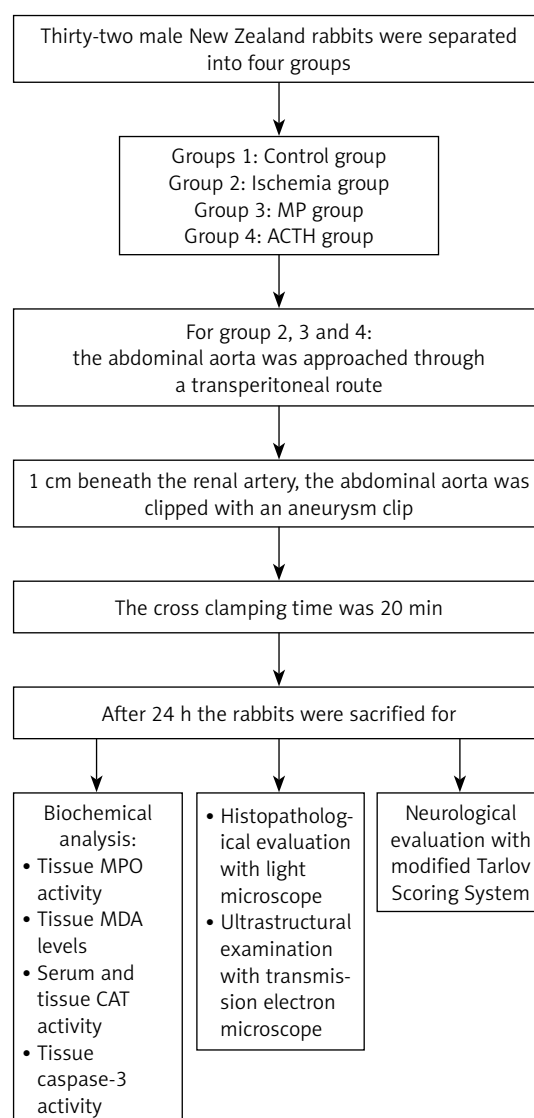 Thirty-two male New Zealand rabbits were separated
into four groups
Groups 1: Control group
Group 2: Ischemia group
Group 3: MP group
Group 4: ACTH group
For group 2, 3 and 4:
the abdominal aorta was approached through
a transperitoneal route
1 cm beneath the renal artery, the abdominal aorta was
clipped with an aneurysm clip
The cross clamping time was 20 min
After 24 h the rabbits were sacrified for
Biochemical
analysis:
• Tissue MPO
activity
• Tissue MDA
levels
• Serum and
tissue CAT
activity
• Tissue
caspase-3
activity
• Histopatholog-
ical evaluation
with light
microscope
• Ultrastructural
examination
with transmis-
sion electron
microscope
Neurological
evaluation with
modified Tarlov
Scoring System